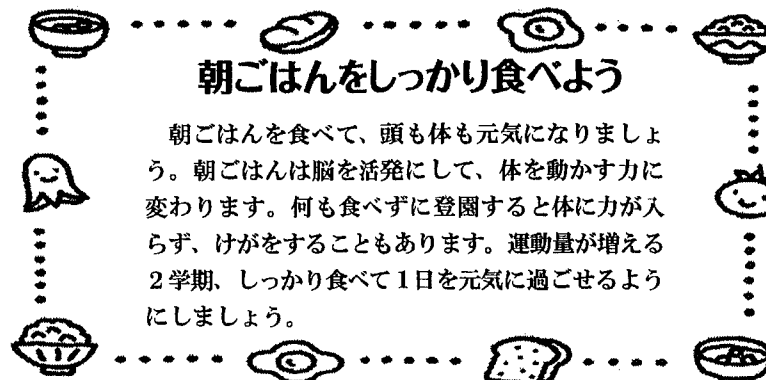 朝ごはんをしっかり食べよう
朝ごはんを食べて、頭も体も元気になりましょ
う。朝ごはんは脳を活発にして、体を動かす力に
変わります。何も食べずに登園すると体に力が入
らず、けがをすることもあります。運動量が増える
２学期、しっかり食べて１日を元気に過ごせるよう
にしましょう。